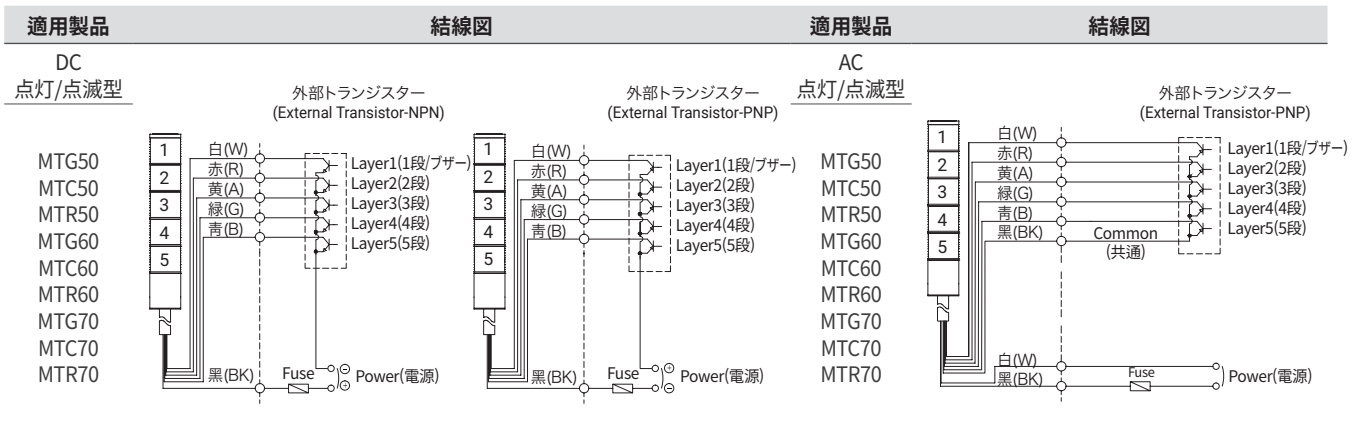 適用製品
結線図
適用製品
結線図
DC
点灯/点滅型
MTG50
MTC50
MTR50
MTG60
MTC60
MTR60
MTG70
MTC70
MTR70
外部トランジスター
(External Transistor-NPN)
1
2
3
4
5
白(W)
赤(R)
黄(A)
緑(G)
青(B)
Layer1(1段/ブザー)
Layer2(2段)
Layer3(3段)
Layer4(4段)
Layer5(5段)
黒(BK)
Fuse
Power(電源)
外部トランジスター
(External Transistor-PNP)
1
2
3
4
5
白(W)
赤(R)
黄(A)
緑(G)
青(B)
Layer1(1段/ブザー)
Layer2(2段)
Layer3(3段)
Layer4(4段)
Layer5(5段)
黒(BK)
Fuse
Power(電源)
AC
点灯/点滅型
MTG50
MTC50
MTR50
MTG60
MTC60
MTR60
MTG70
MTC70
MTR70
外部トランジスター
(External Transistor-PNP)
1
2
3
4
5
白(W)
赤(R)
黄(A)
緑(G)
青(B)
黒(BK)
Common
(共通)
Layer1(1段/ブザー)
Layer2(2段)
Layer3(3段)
Layer4(4段)
Layer5(5段)
白(W)
黒(BK)
Fuse
Power(電源)